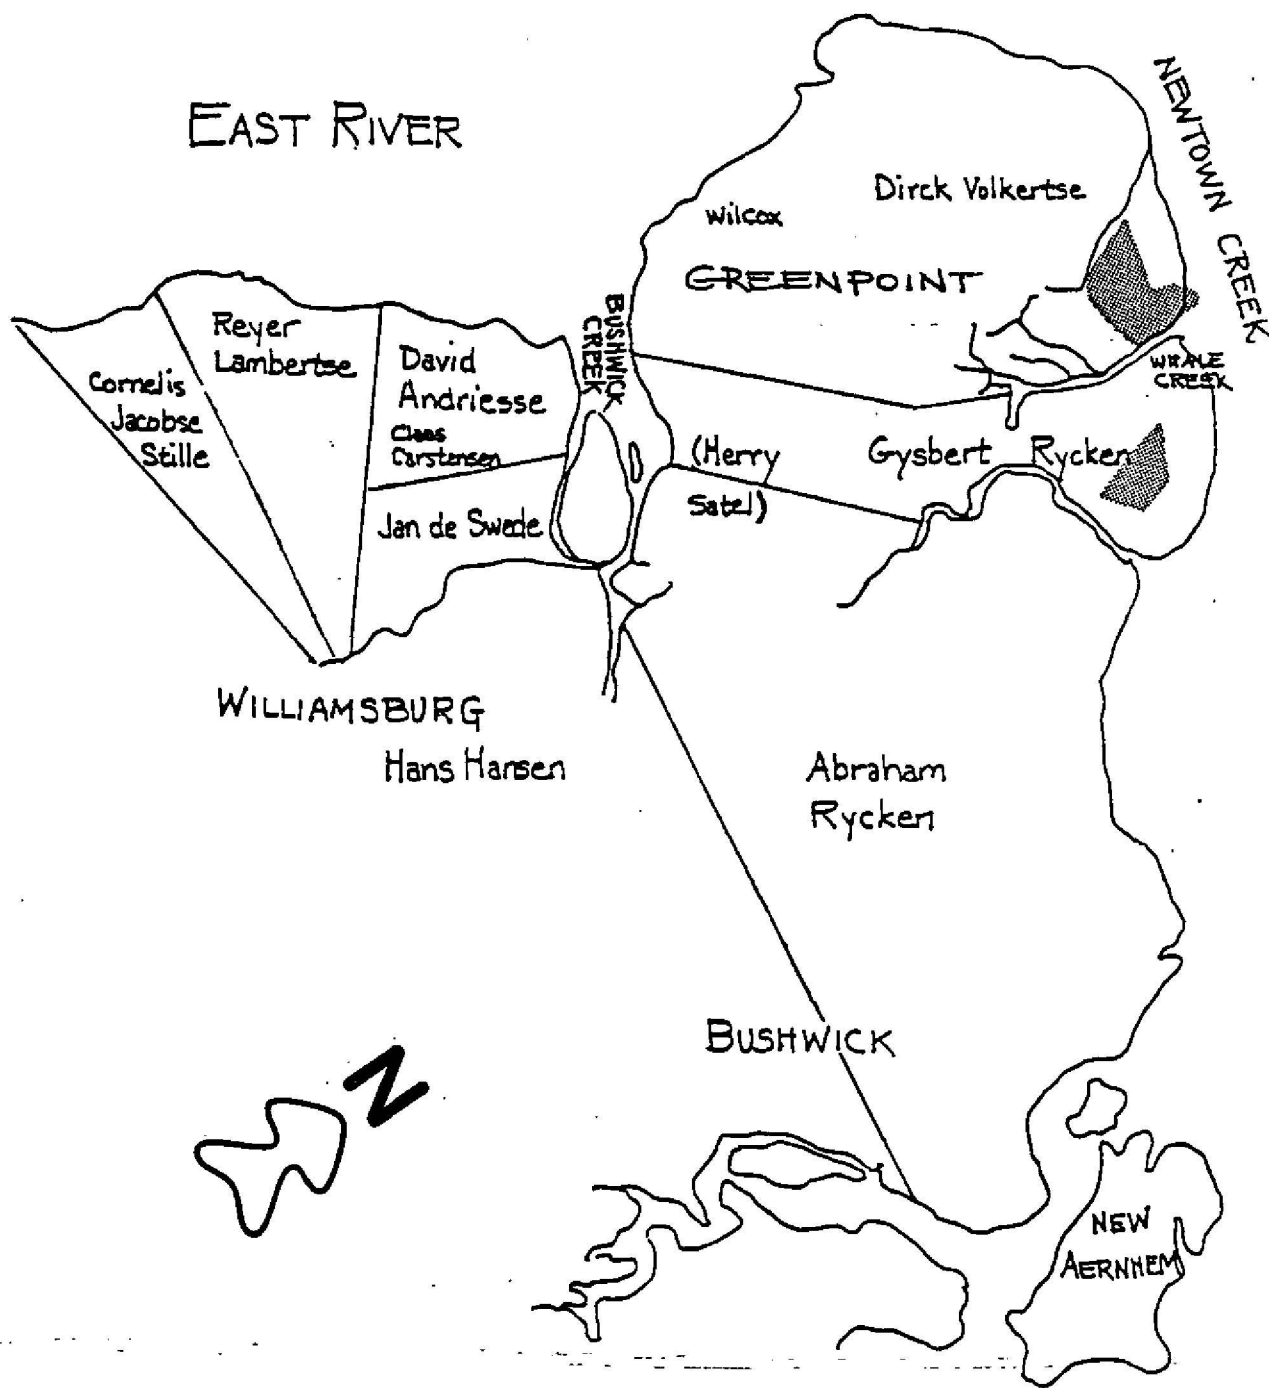 EAST RIVER
NEWTOWN CREEK
Dirck Volkertse
Wilcox
GREENPOINT
BUSHWICK
CREEK
WHALE
CREEK
Reyer
Lambertse
David
Andriesse
Claes
Carstensen
Cornelis
Jacobse
Stille
(Herry
Satel)
Gysbert Rycken
Jan de Swede
WILLIAMSBURG
Hans Hansen
Abraham
Rycken
BUSHWICK
N
NEW
AERNHEM